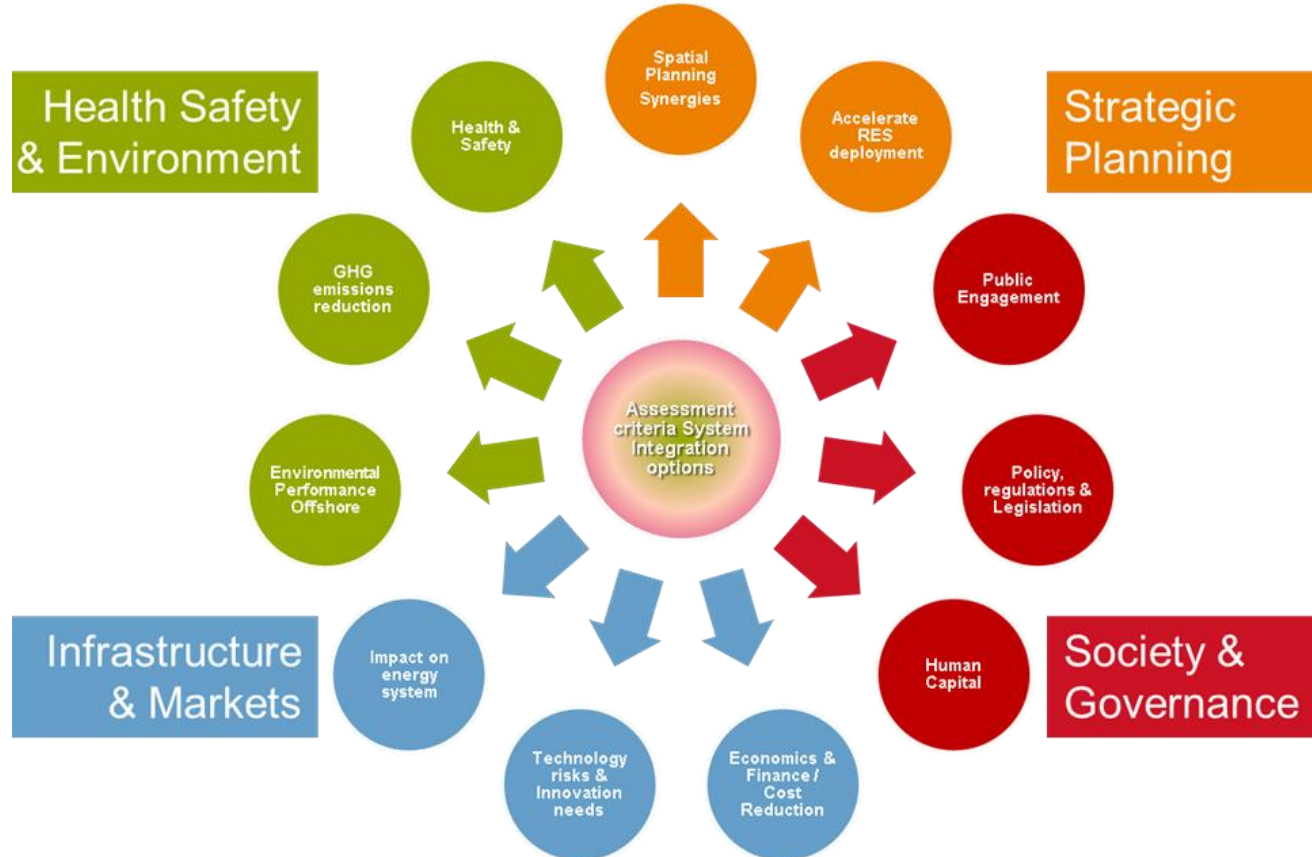 Health Safety
& Environment
Strategic
Planning
Spatial
Planning
Synergies
Accelerate
RES
deployment
Public
Engagement
Policy,
regulations &
Legislation
Human
Capital
Economics &
Finance /
Cost
Reduction
Technology
risks &
Innovation
needs
Impact on
energy
system
Environmental
Performance
Offshore
GHG
emissions
reduction
Health &
Safety
Assessment
criteria System
Integration
options
Infrastructure
& Markets
Society &
Governance